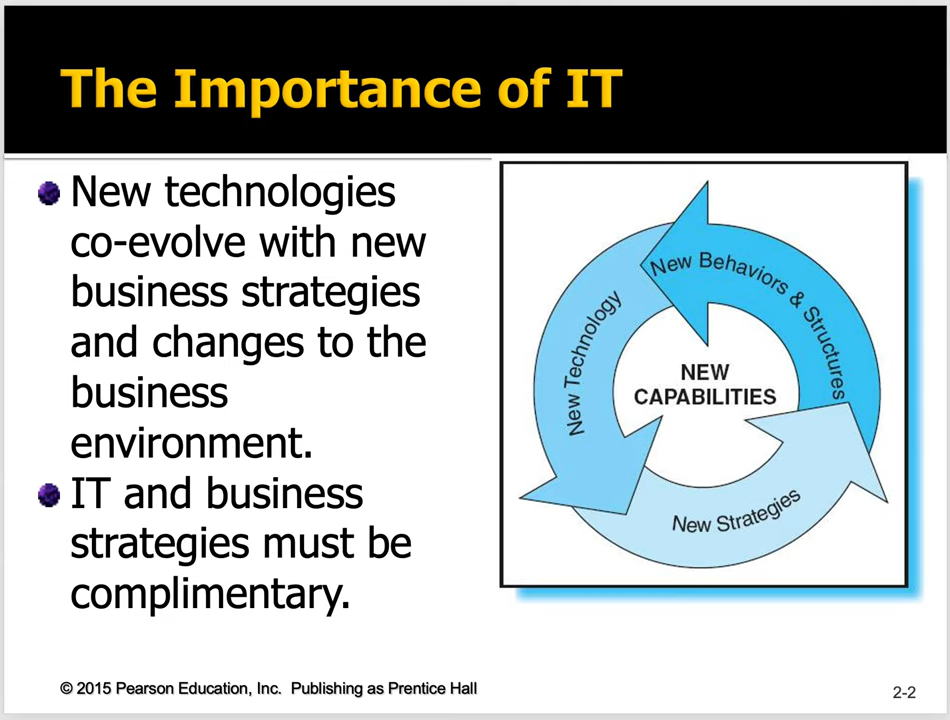 The Importance of IT
New technologies
co-evolve with new
business strategies
and changes to the
business
environment.
IT and business
strategies must be
complimentary.
New Behaviors & Structures
New Technology
NEW
CAPABILITIES
New Strategies
© 2015 Pearson Education, Inc. Publishing as Prentice Hall
2-2